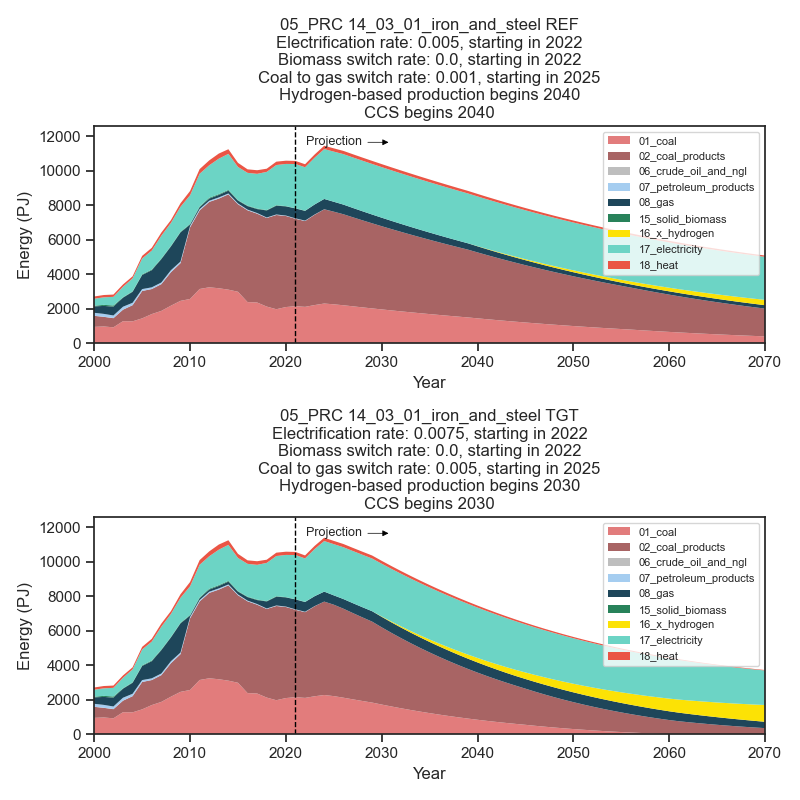 05_PRC 14_03_01_iron_and_steel REF
Electrification rate: 0.005, starting in 2022
Biomass switch rate: 0.0, starting in 2022
Coal to gas switch rate: 0.001, starting in 2025
Hydrogen-based production begins 2040
CCS begins 2040
Projection
01_coal
02_coal_products
06_crude_oil_and_ngl
07_petroleum_products
08_gas
15_solid_biomass
16_x_hydrogen
17_electricity
18_heat
Energy (PJ)
12000
10000
8000
6000
4000
2000
0
2000 2010 2020 2030 2040 2050 2060 2070
Year
05_PRC 14_03_01_iron_and_steel TGT
Electrification rate: 0.0075, starting in 2022
Biomass switch rate: 0.0, starting in 2022
Coal to gas switch rate: 0.005, starting in 2025
Hydrogen-based production begins 2030
CCS begins 2030
Projection
01_coal
02_coal_products
06_crude_oil_and_ngl
07_petroleum_products
08_gas
15_solid_biomass
16_x_hydrogen
17_electricity
18_heat
Energy (PJ)
12000
10000
8000
6000
4000
2000
0
2000 2010 2020 2030 2040 2050 2060 2070
Year